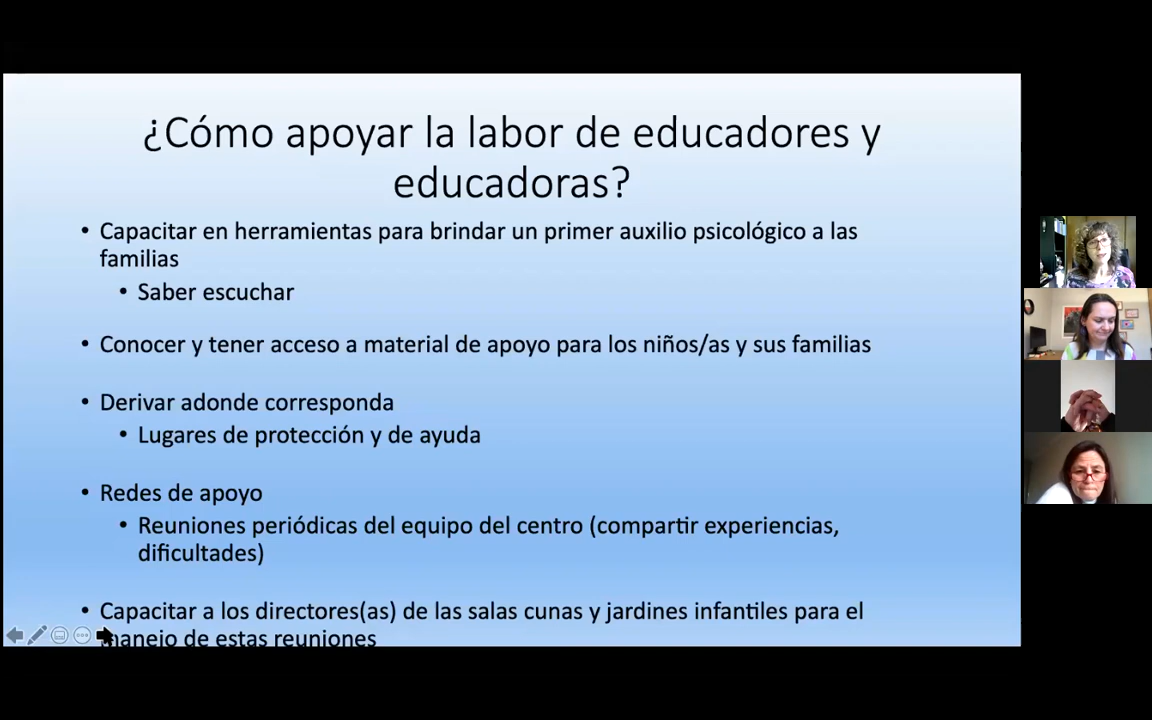 ¿Cómo apoyar la labor de educadores y
educadoras?
• Capacitar en herramientas para brindar un primer auxilio psicológico a las
familias
• Saber escuchar
• Conocer y tener acceso a material de apoyo para los niños/as y sus familias
• Derivar adonde corresponda
• Lugares de protección y de ayuda
• Redes de apoyo
• Reuniones periódicas del equipo del centro (compartir experiencias,
dificultades)
• Capacitar a los directores(as) de las salas cunas y jardines infantiles para el
manejo de estas reuniones